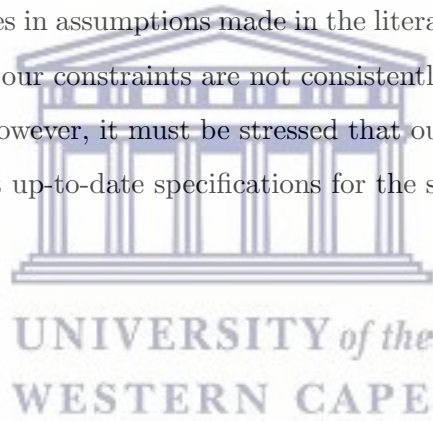 es in assumptions made in the litera
our constraints are not consistently
owever, it must be stressed that ou
up-to-date specifications for the s
UNIVERSITY of the
WESTERN CAPE